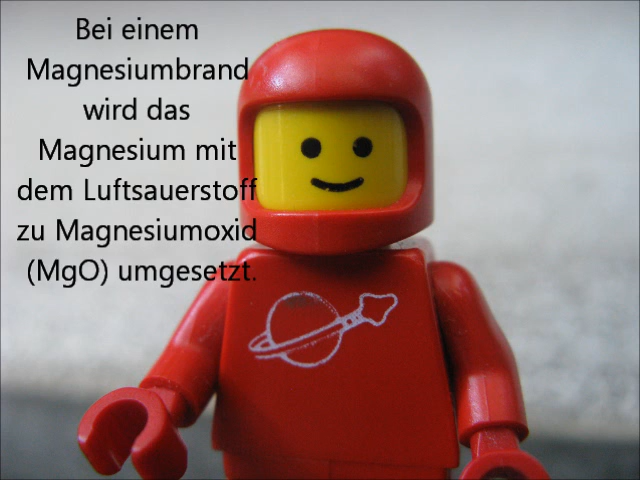 Bei einem
Magnesiumbrand
wird das
Magnesium mit
dem Luftsauerstoff
zu Magnesiumoxid
(MgO) umgesetzt.